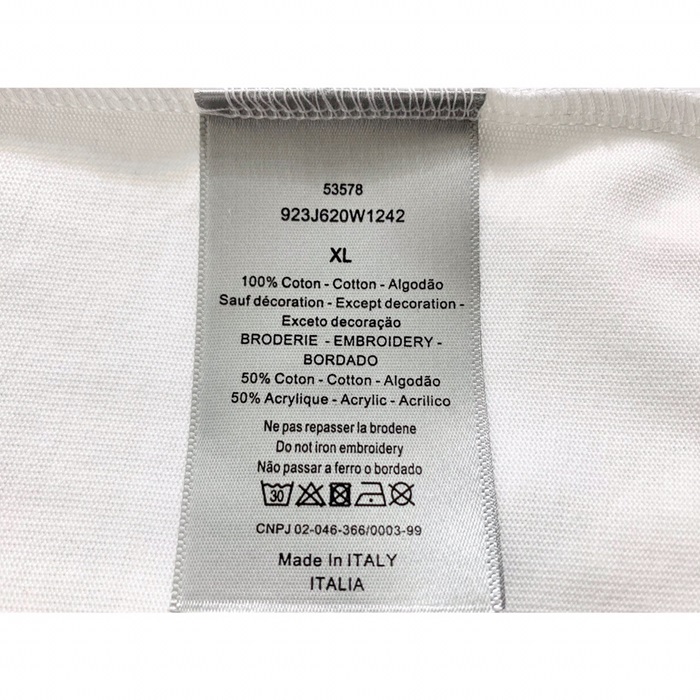 53578
923J620W1242
XL
100% Coton - Cotton - Algodão
Sauf décoration - Except decoration -
Exceto decoração
BRODERIE - EMBROIDERY -
BORDADO
50% Coton - Cotton - Algodão
50% Acrylique - Acrylic - Acrilico
Ne pas repasser la brodene
Do not iron embroidery
Não passar a ferro o bordado
30
CNPJ 02-046-366/0003-99
Made In ITALY
ITALIA